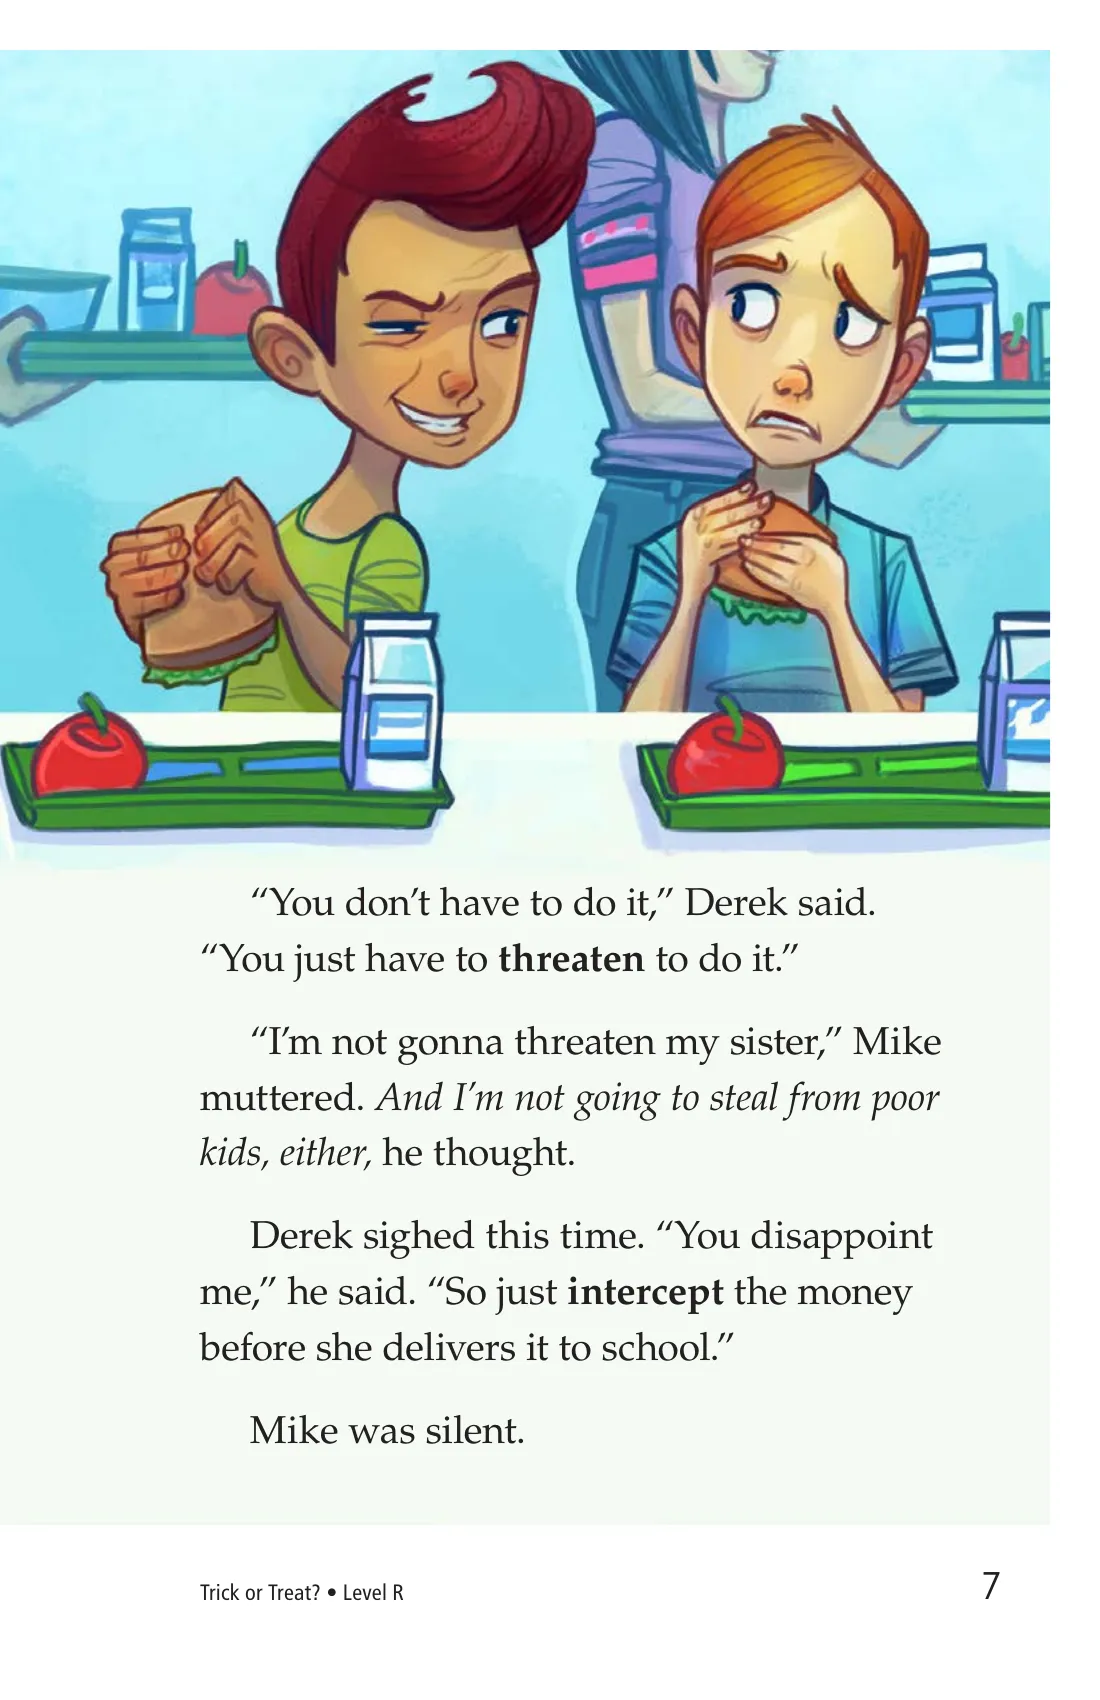 “You don’t have to do it,” Derek said.
“You just have to threaten to do it.”
“I’m not gonna threaten my sister,” Mike
muttered. And I’m not going to steal from poor
kids, either, he thought.
Derek sighed this time. “You disappoint
me,” he said. “So just intercept the money
before she delivers it to school.”
Mike was silent.
Trick or Treat? • Level R
7